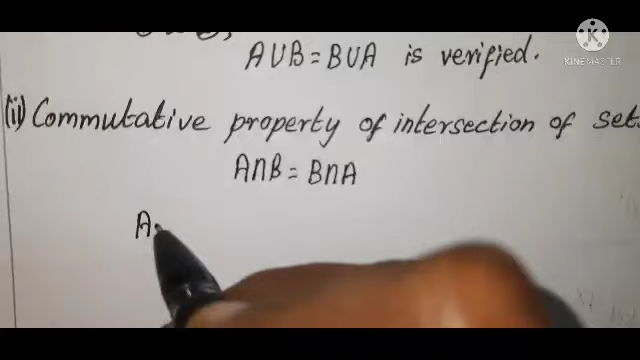 A∪B = B∪A is verified.
(ii) Commutative property of intersection of set
A∩B = B∩A
A
KINEMASTER